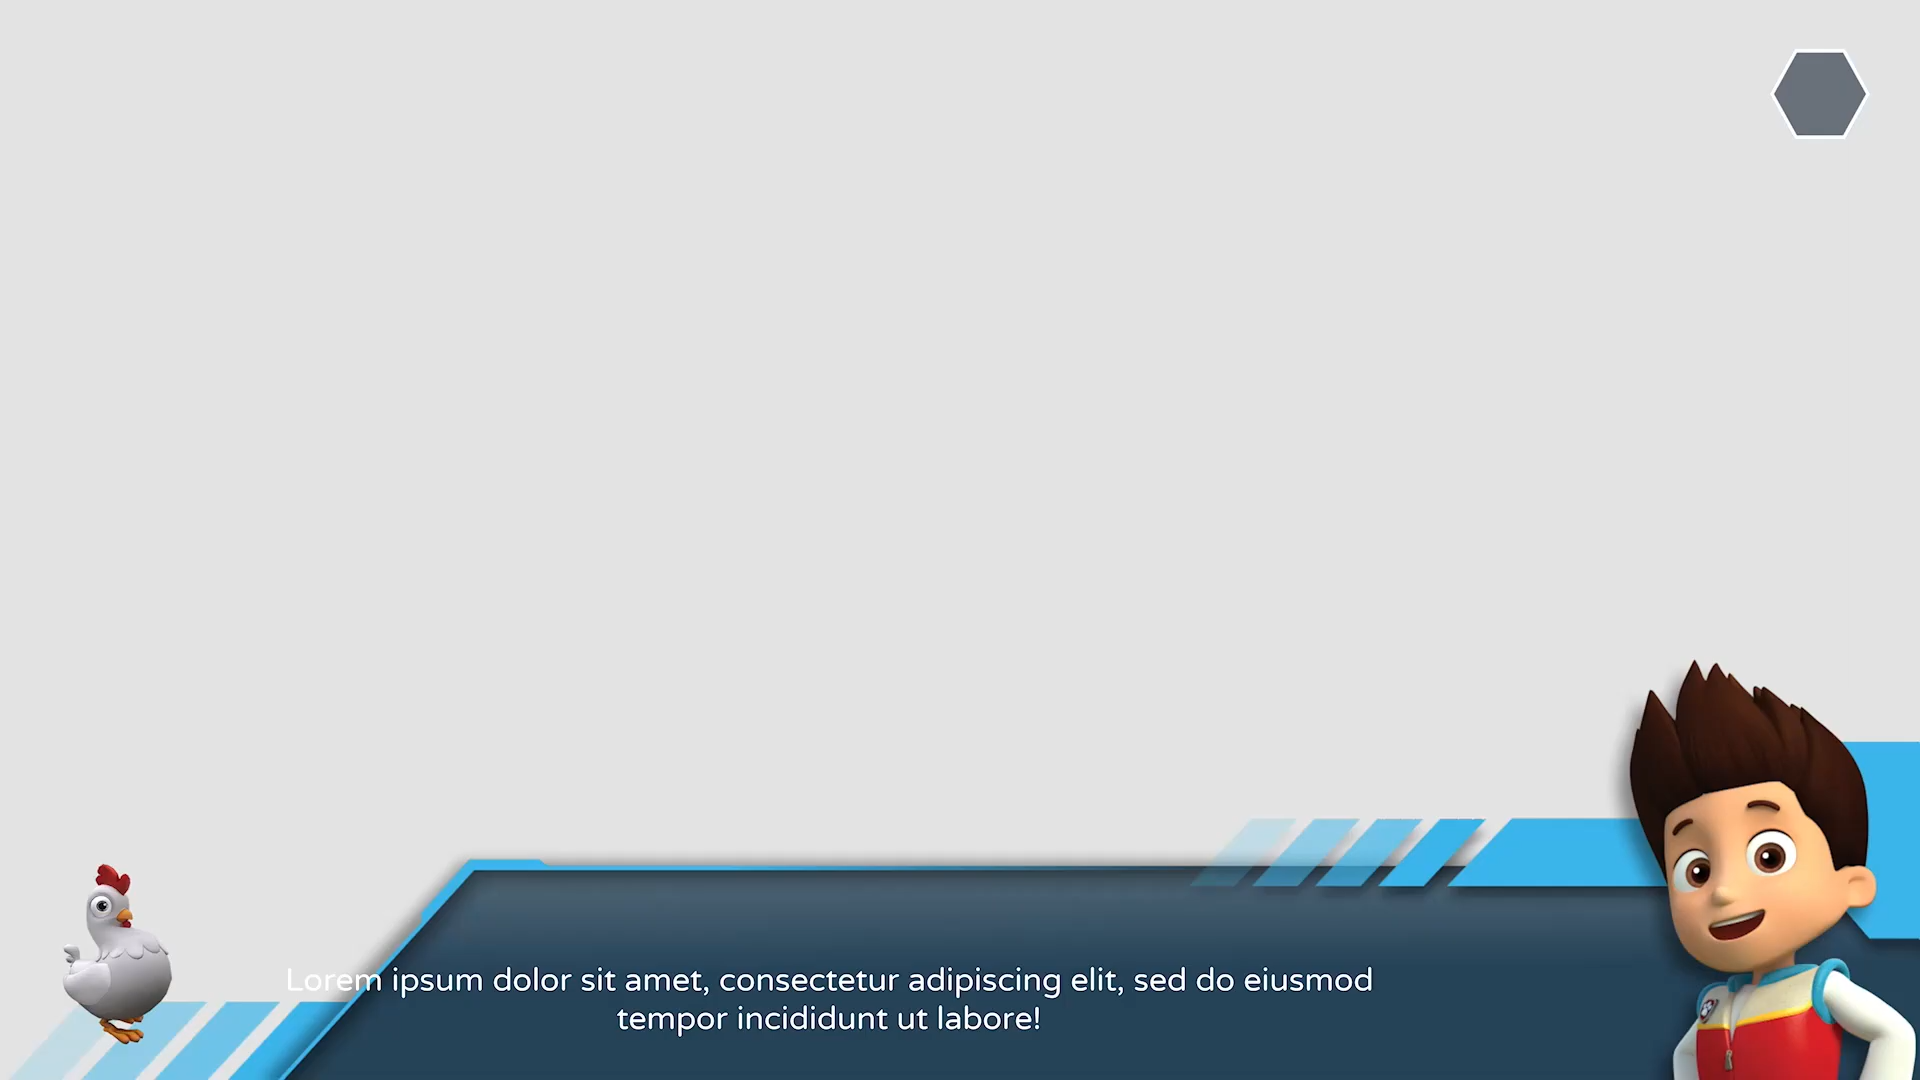 Lorem ipsum dolor sit amet, consectetur adipiscing elit, sed do eiusmod
tempor incididunt ut labore!